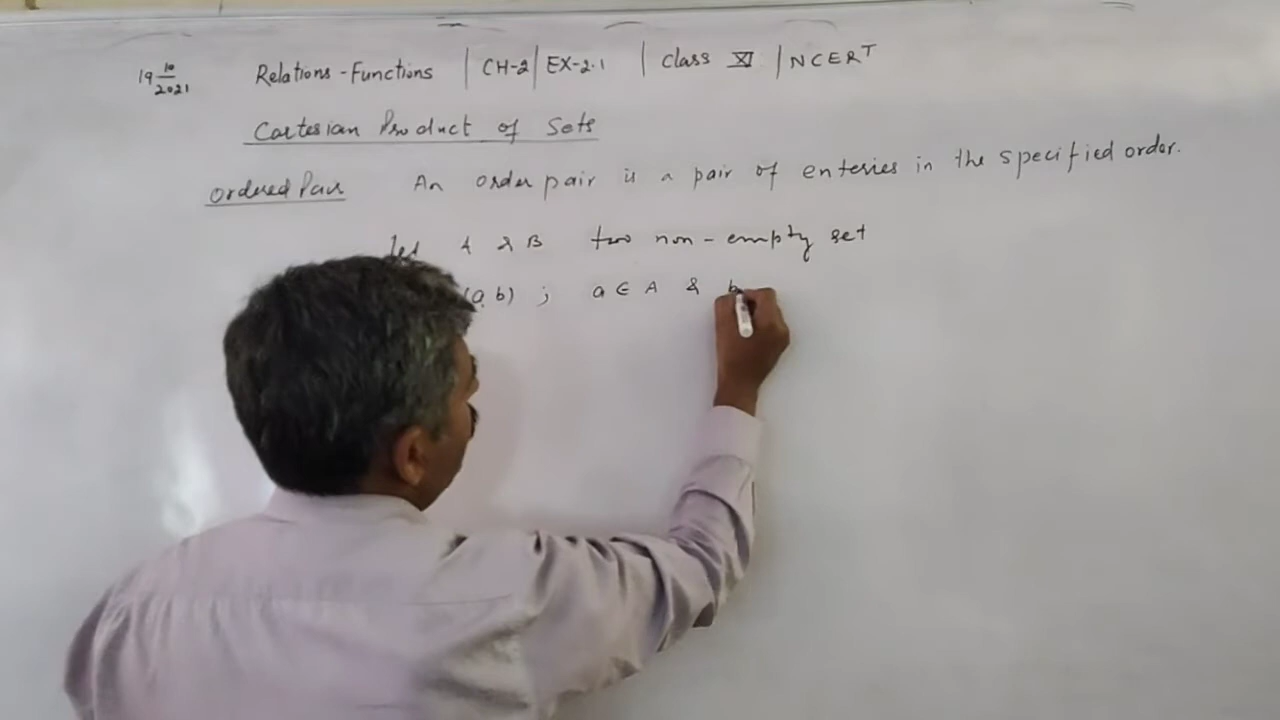 19 10/2021 Relations-Functions | CH-2 | EX-2.1 | Class XI | NCERT
Cartesian Product of Sets
Ordered Pair An order pair is a pair of enteries in the specified order.
Let A & B two non-empty set
(a, b) ; a ∈ A & b